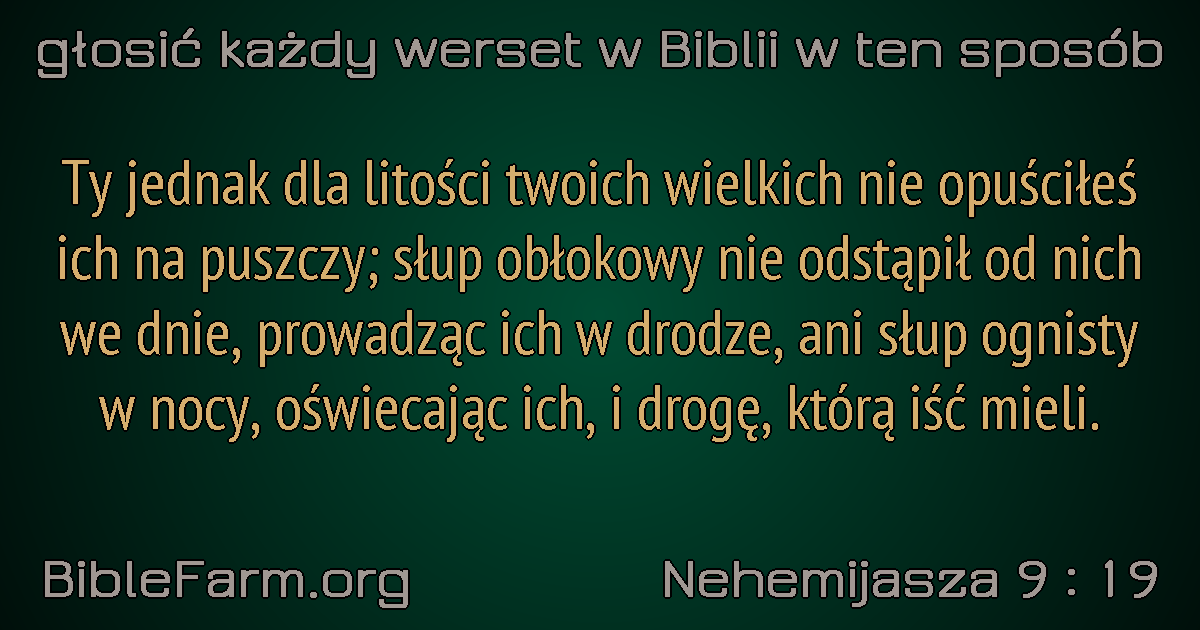 głosić każdy werset w Biblii w ten sposób
Ty jednak dla litości twoich wielkich nie opuściłeś
ich na puszczy; słup obłokowy nie odstąpił od nich
we dnie, prowadząc ich w drodze, ani słup ognisty
w nocy, oświecając ich, i drogę, którą iść mieli.
BibleFarm.org
Nehemijasza 9 : 19